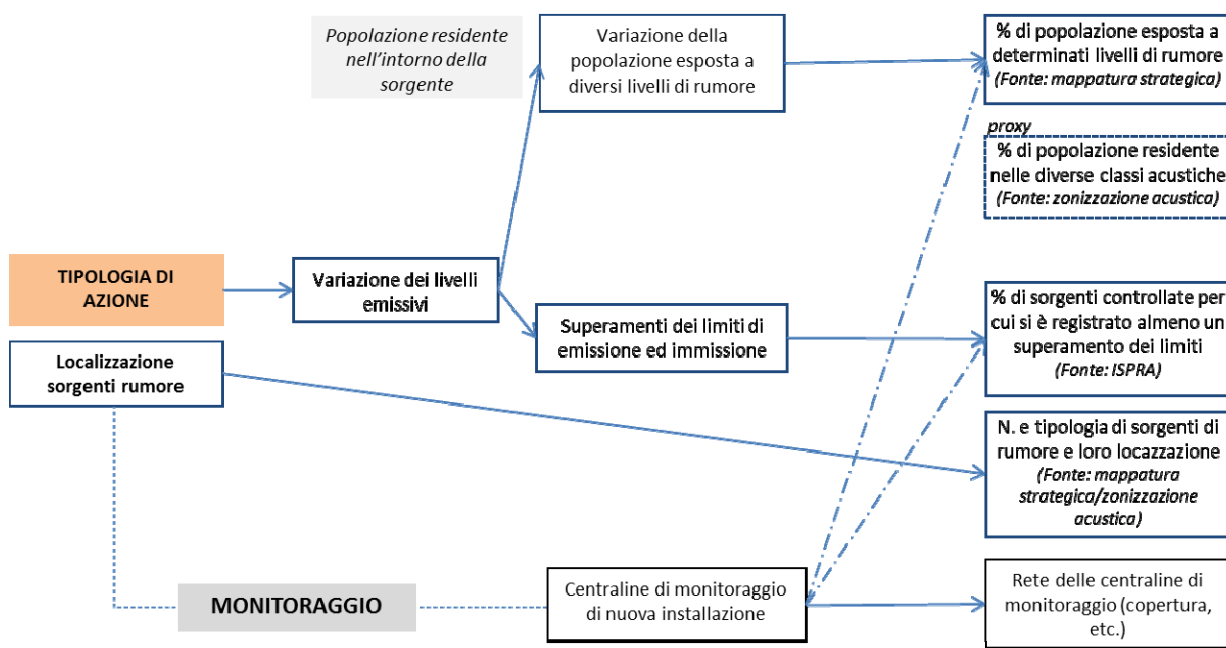 Popolazione residente
nell'intorno della
sorgente
Variazione della
popolazione esposta a
diversi livelli di rumore
% di popolazione esposta a
determinati livelli di rumore
(Fonte: mappatura strategica)
proxy
% di popolazione residente
nelle diverse classi acustiche
(Fonte: zonizzazione acustica)
TIPOLOGIA DI
AZIONE
Variazione dei livelli
emissivi
Superamenti dei limiti di
emissione ed immissione
% di sorgenti controllate per
cui si è registrato almeno un
superamento dei limiti
(Fonte: ISPRA)
Localizzazione
sorgenti rumore
N. e tipologia di sorgenti di
rumore e loro locazzazione
(Fonte: mappatura
strategica/zonizzazione
acustica)
MONITORAGGIO
Centraline di monitoraggio
di nuova installazione
Rete delle centraline di
monitoraggio (copertura,
etc.)